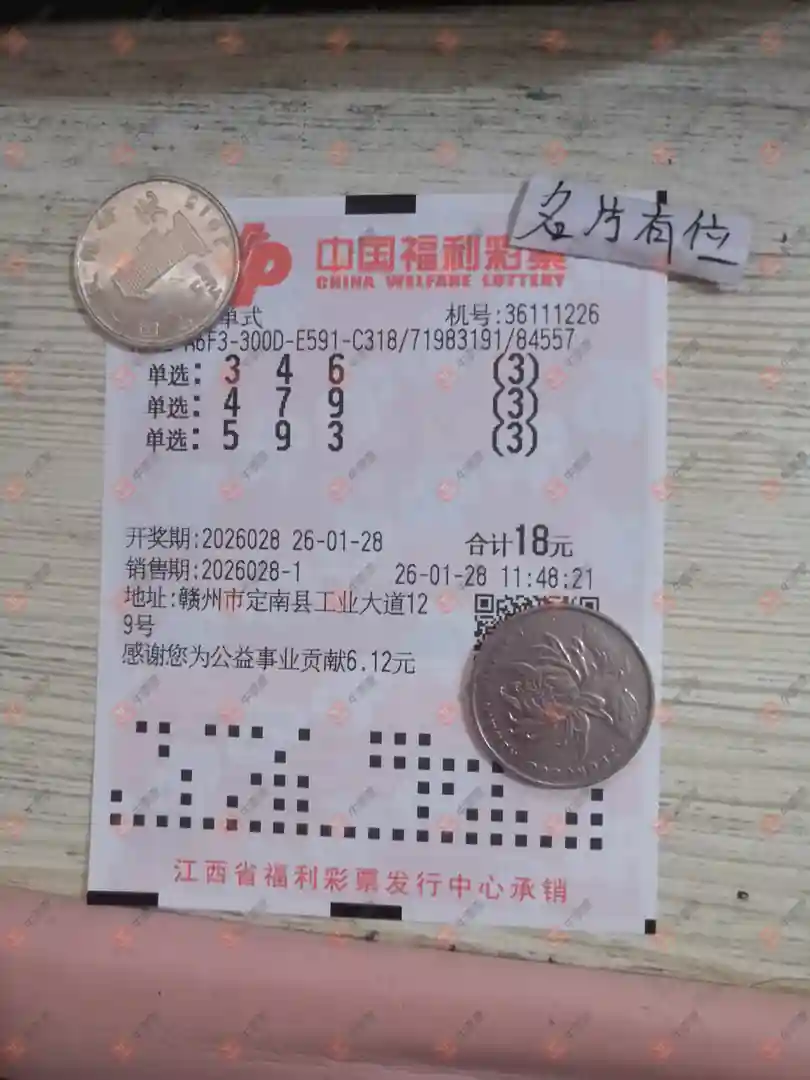 名片有位
中国福利彩票
CHINA WELFARE LOTTERY
单式 机号:36111226
A6F3-300D-E591-C318/71983191/84557
单选: 3 4 6 (3)
单选: 4 7 9 (3)
单选: 5 9 3 (3)
开奖期:2026028 26-01-28 合计18元
销售期:2026028-1 26-01-28 11:48:21
地址:赣州市定南县工业大道12
9号
感谢您为公益事业贡献6.12元
江西省福利彩票发行中心承销